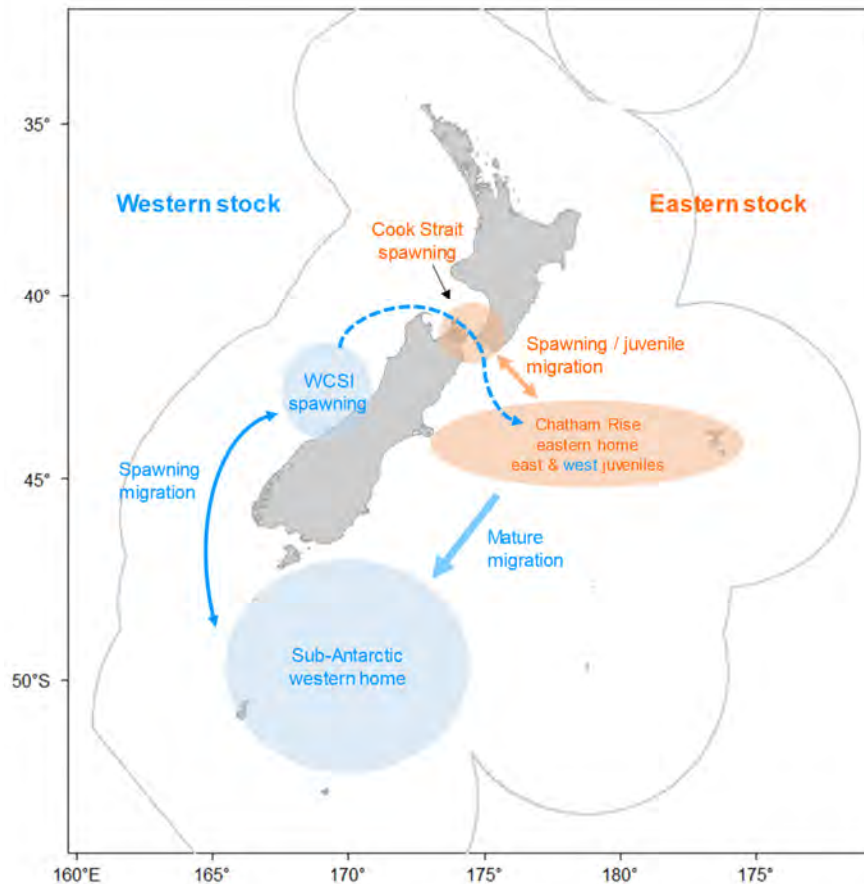 35°
Western stock
Eastern stock
Cook Strait
spawning
40°
Spawning / juvenile
migration
WCSI
spawning
Chatham Rise
eastern home
east & west juveniles
Spawning
migration
45°
Mature
migration
Sub-Antarctic
western home
50°S
160°E
165°
170°
175°
180°
175°